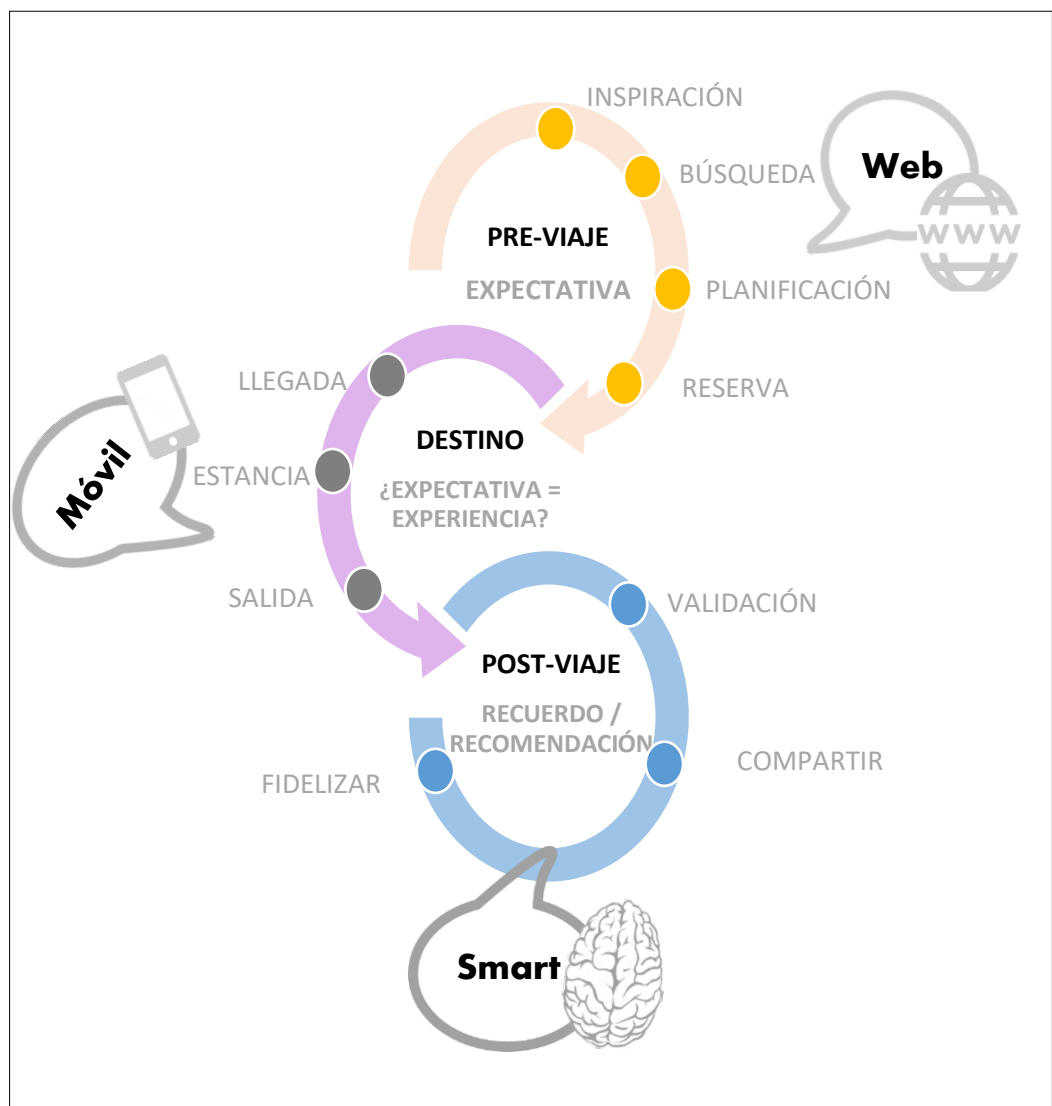 INSPIRACIÓN
BÚSQUEDA
Web
WWW
PRE-VIAJE
EXPECTATIVA
PLANIFICACIÓN
RESERVA
LLEGADA
Móvil
DESTINO
ESTANCIA
¿EXPECTATIVA =
EXPERIENCIA?
SALIDA
VALIDACIÓN
POST-VIAJE
RECUERDO /
RECOMENDACIÓN
COMPARTIR
FIDELIZAR
Smart